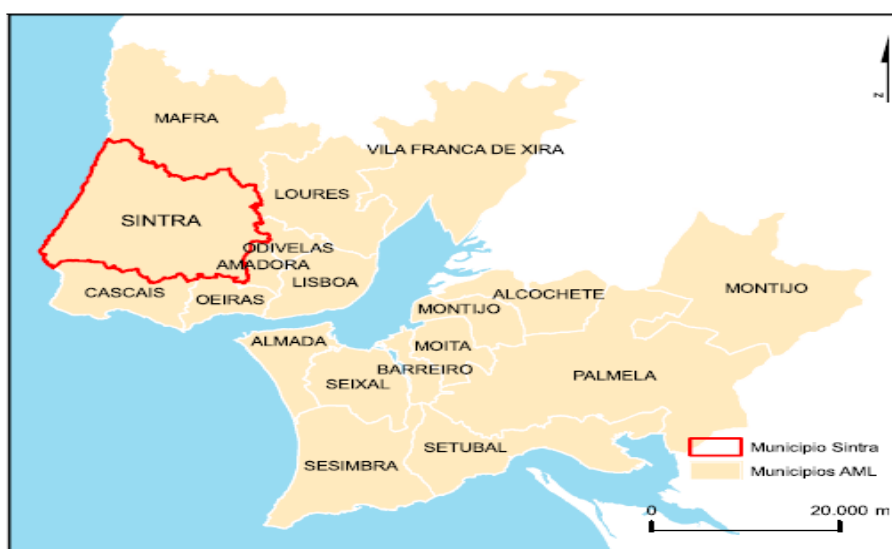 z
MAFRA
VILA FRANCA DE XIRA
LOURES
SINTRA
ODIVELAS
AMADORA
LISBOA
CASCAIS
OEIRAS
ALCOCHETE
MONTIJO
MONTIJO
ALMADA
MOITA
BARREIRO
SEIXAL
PALMELA
SETUBAL
SESIMBRA
Municipio Sintra
Municipios AML
0 20.000 m